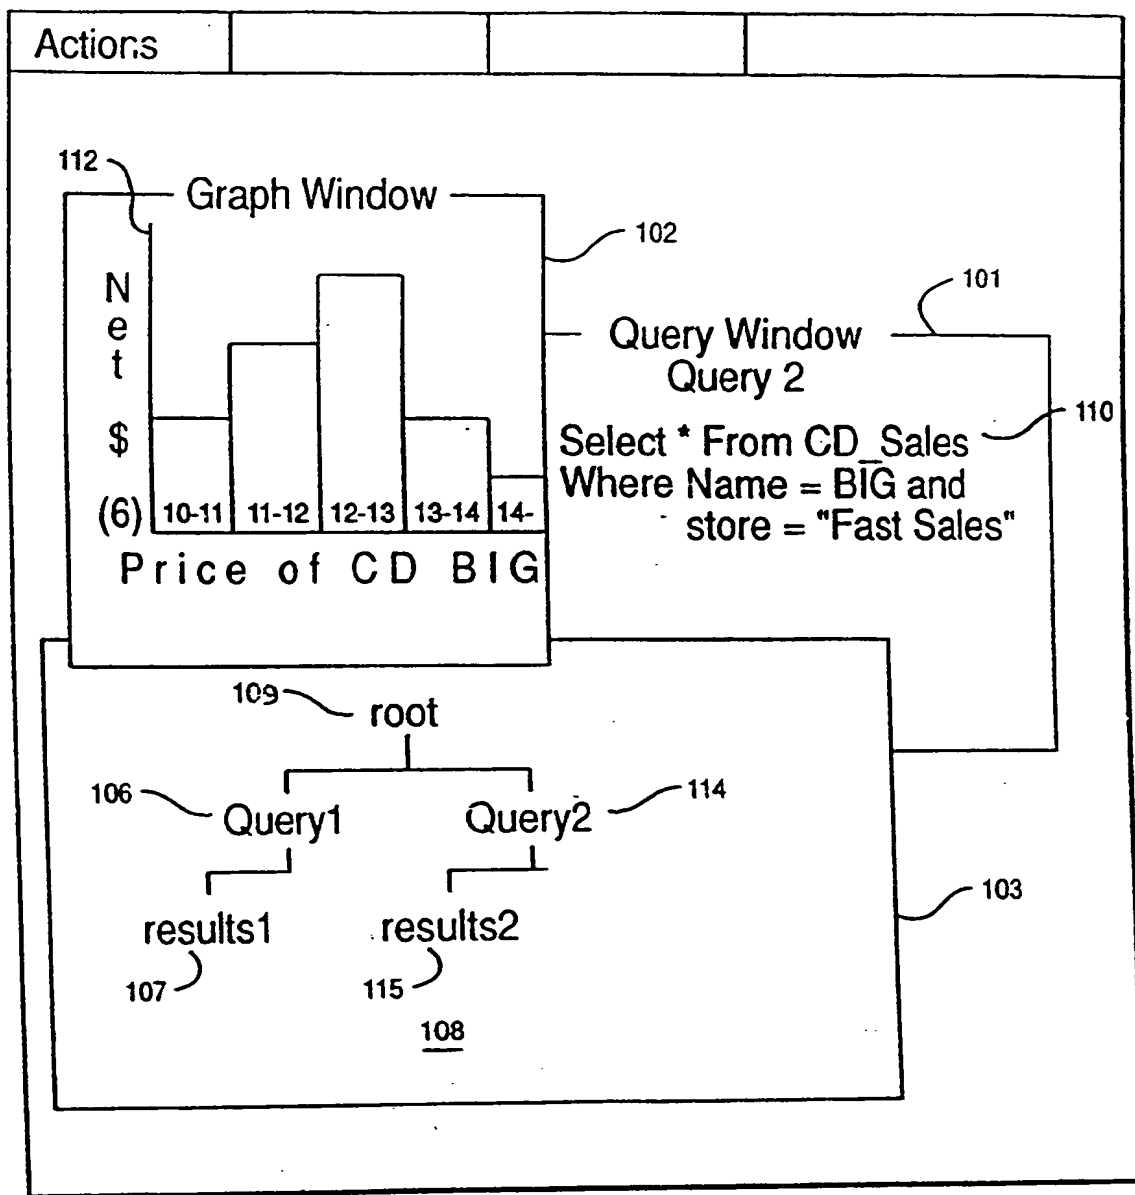 Actions
112
Graph Window
102
101
Net $
(6)
10-11 11-12 12-13 13-14 14-
Price of CD BIG
Query Window
Query 2
110
Select * From CD_Sales
Where Name = BIG and
store = "Fast Sales"
109
root
106
Query1
Query2
114
103
results1
results2
107
115
108